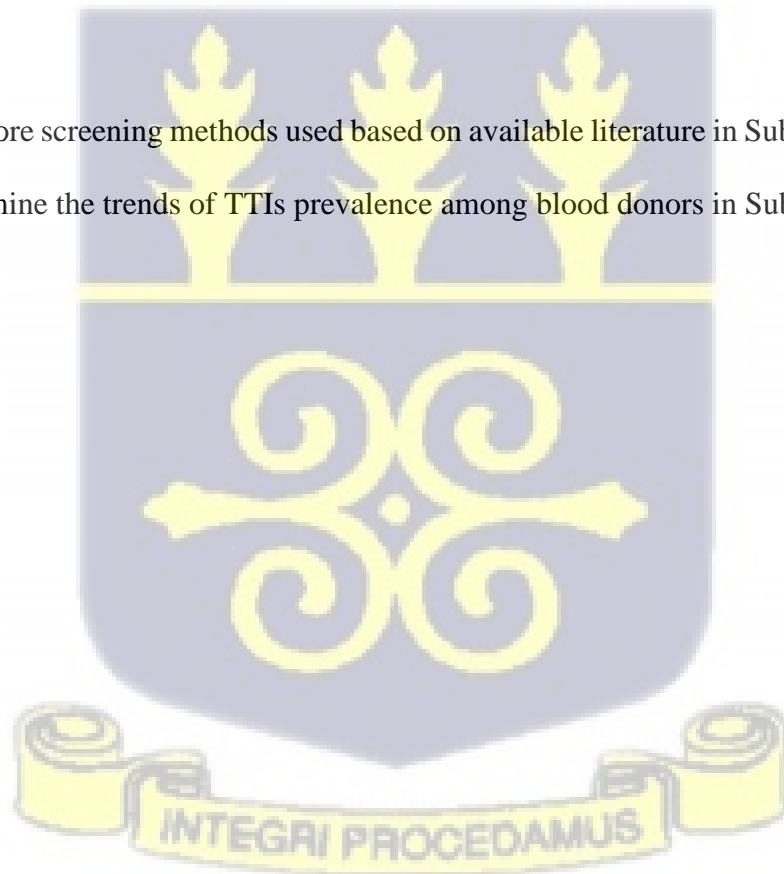 ore screening methods used based on available literature in Sub
nine the trends of TTIs prevalence among blood donors in Sub
INTEGRI PROCEDAMUS